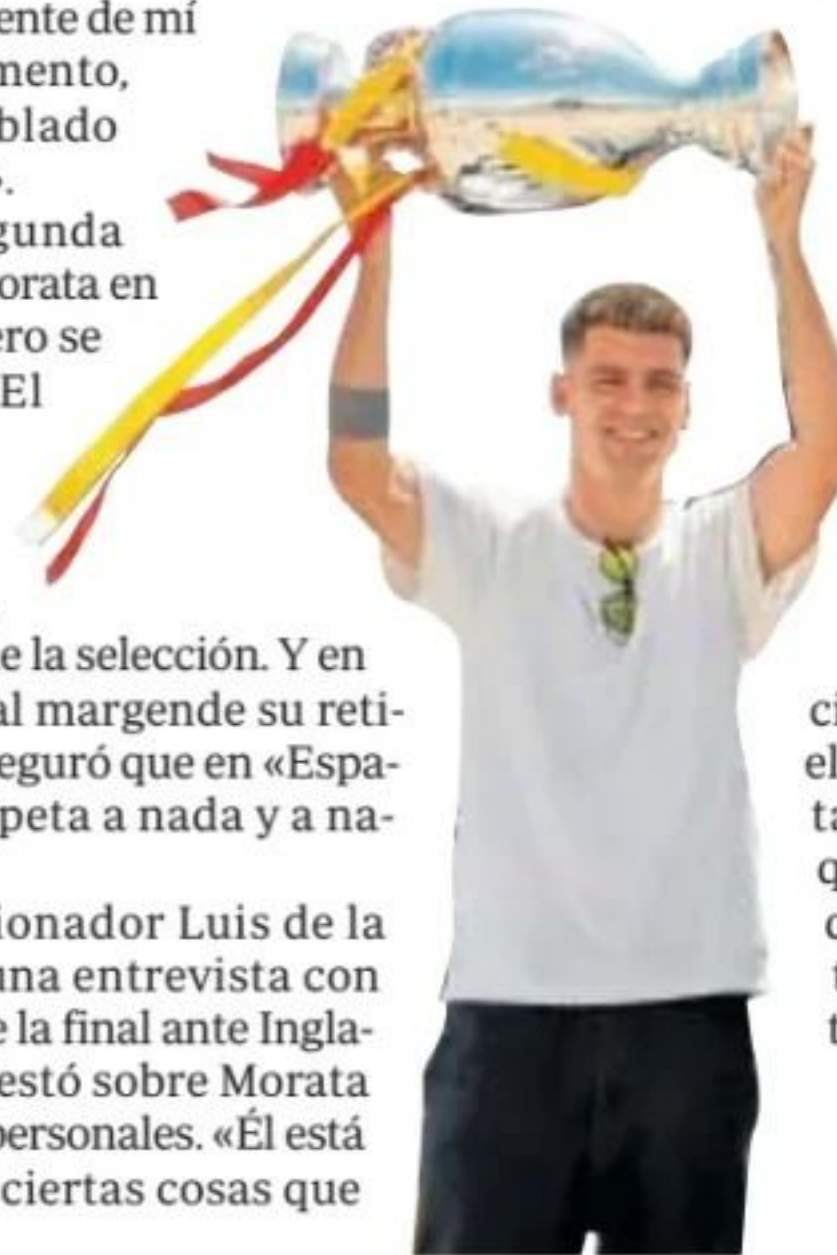 ente de mí
mento,
blado
».
gunda
orata en
ero se
El
e la selección. Y en
al margende su reti-
eguró que en «Espa-
peta a nada y a na-
ionador Luis de la
una entrevista con
e la final ante Ingla-
estó sobre Morata
personales. «Él está
ciertas cosas que
ci
el
ta
q